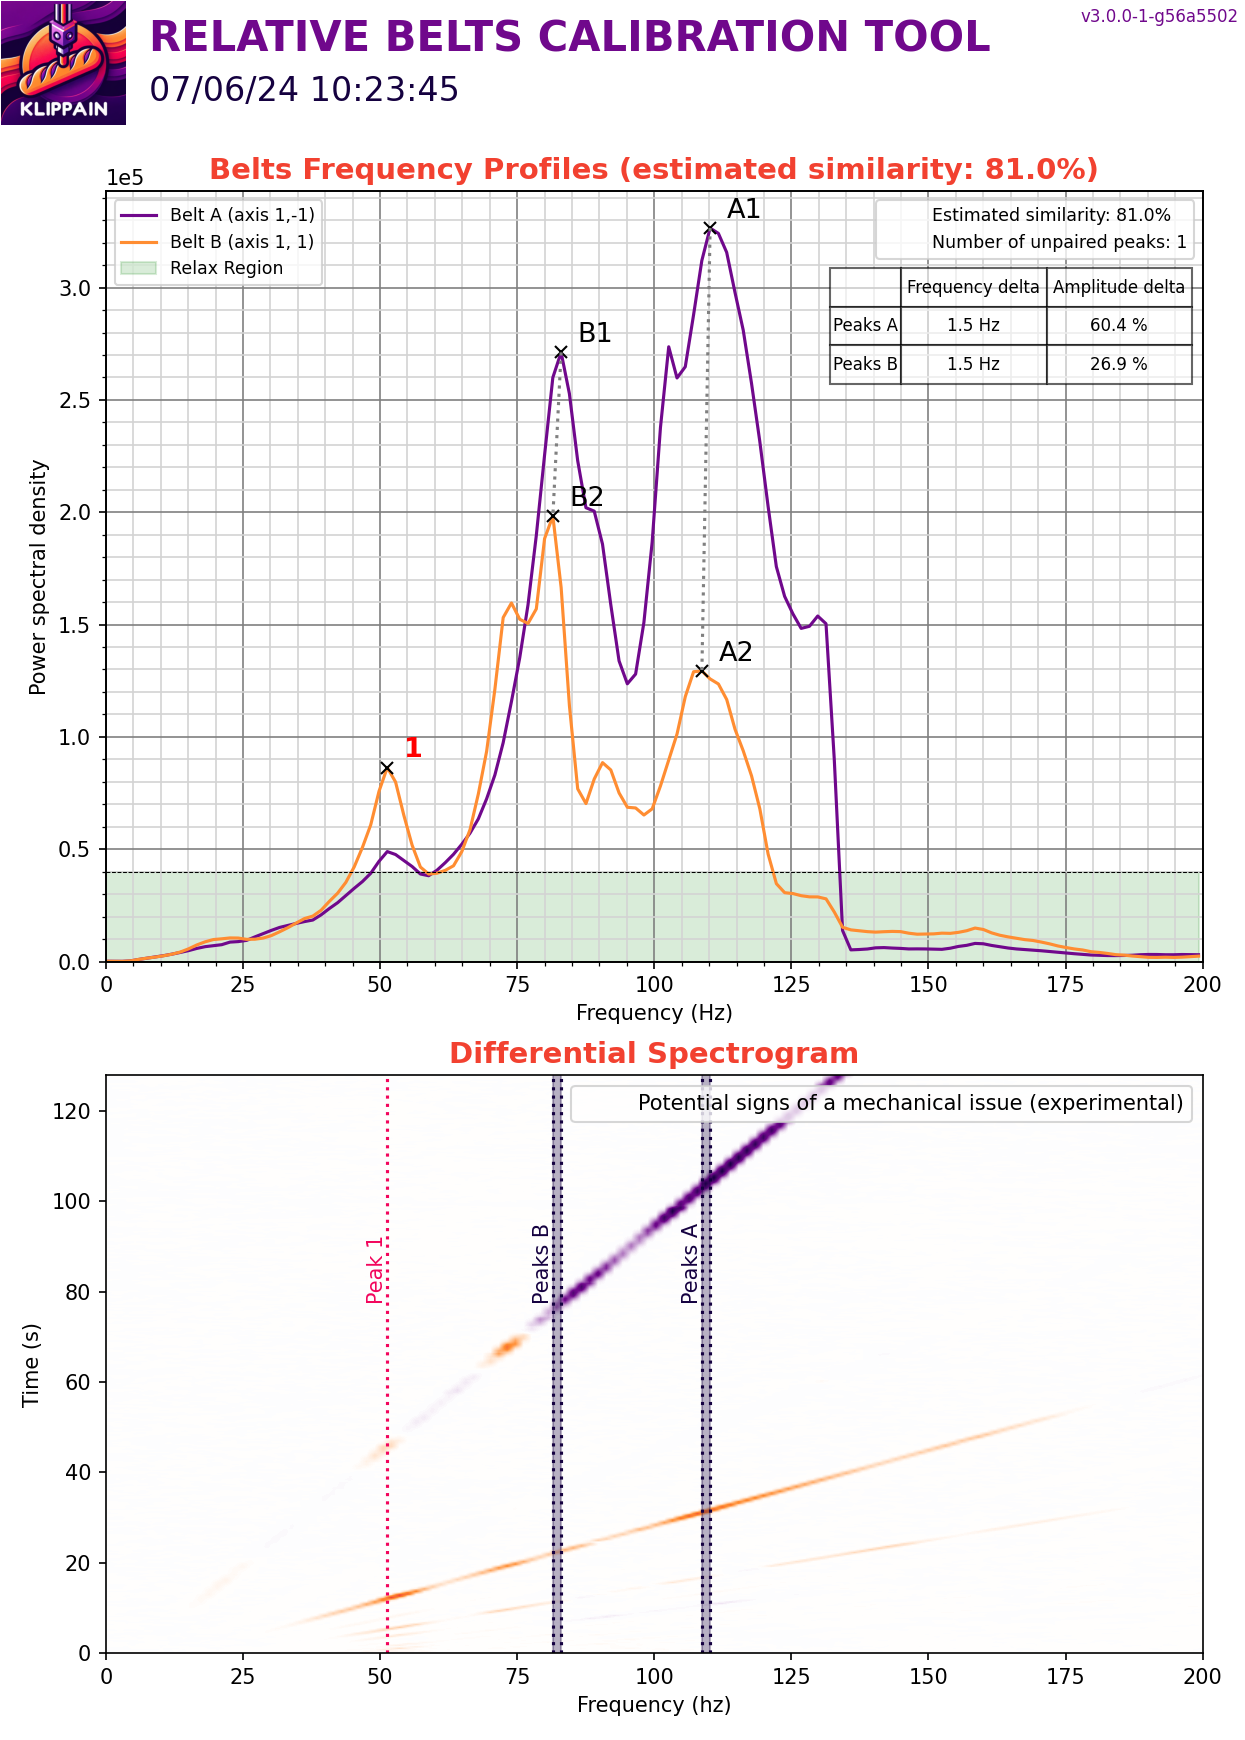 KLIPPAIN
RELATIVE BELTS CALIBRATION TOOL
v3.0.0-1-g56a5502
07/06/24 10:23:45
Belts Frequency Profiles (estimated similarity: 81.0%)
1e5
Belt A (axis 1,-1)
Belt B (axis 1, 1)
Relax Region
Estimated similarity: 81.0%
Number of unpaired peaks: 1
Frequency delta Amplitude delta
Peaks A 1.5 Hz 60.4 %
Peaks B 1.5 Hz 26.9 %
A1
B1
B2
A2
1
Power spectral density
3.0
2.5
2.0
1.5
1.0
0.5
0.0
0 25 50 75 100 125 150 175 200
Frequency (Hz)
Differential Spectrogram
Potential signs of a mechanical issue (experimental)
Peak 1
Peaks B
Peaks A
Time (s)
120
100
80
60
40
20
0
0 25 50 75 100 125 150 175 200
Frequency (hz)